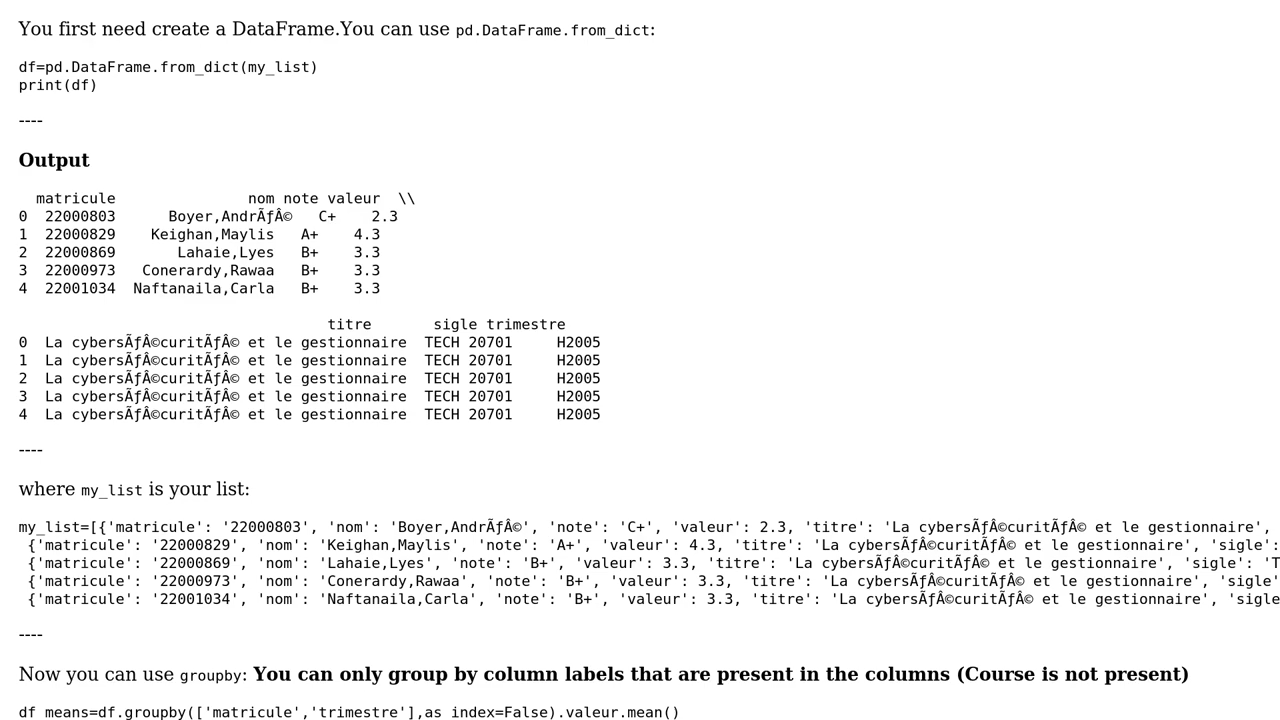 You first need create a DataFrame.You can use pd.DataFrame.from_dict:
df=pd.DataFrame.from_dict(my_list)
print(df)
----
Output
  matricule               nom note valeur  \\
0  22000803      Boyer,AndrÃƒÂ©   C+    2.3
1  22000829    Keighan,Maylis   A+    4.3
2  22000869       Lahaie,Lyes   B+    3.3
3  22000973   Conerardy,Rawaa   B+    3.3
4  22001034  Naftanaila,Carla   B+    3.3
                                   titre       sigle trimestre
0  La cybersÃƒÂ©curitÃƒÂ© et le gestionnaire  TECH 20701     H2005
1  La cybersÃƒÂ©curitÃƒÂ© et le gestionnaire  TECH 20701     H2005
2  La cybersÃƒÂ©curitÃƒÂ© et le gestionnaire  TECH 20701     H2005
3  La cybersÃƒÂ©curitÃƒÂ© et le gestionnaire  TECH 20701     H2005
4  La cybersÃƒÂ©curitÃƒÂ© et le gestionnaire  TECH 20701     H2005
----
where my_list is your list:
my_list=[{'matricule': '22000803', 'nom': 'Boyer,AndrÃƒÂ©', 'note': 'C+', 'valeur': 2.3, 'titre': 'La cybersÃƒÂ©curitÃƒÂ© et le gestionnaire',
 {'matricule': '22000829', 'nom': 'Keighan,Maylis', 'note': 'A+', 'valeur': 4.3, 'titre': 'La cybersÃƒÂ©curitÃƒÂ© et le gestionnaire', 'sigle':
 {'matricule': '22000869', 'nom': 'Lahaie,Lyes', 'note': 'B+', 'valeur': 3.3, 'titre': 'La cybersÃƒÂ©curitÃƒÂ© et le gestionnaire', 'sigle': 'T
 {'matricule': '22000973', 'nom': 'Conerardy,Rawaa', 'note': 'B+', 'valeur': 3.3, 'titre': 'La cybersÃƒÂ©curitÃƒÂ© et le gestionnaire', 'sigle'
 {'matricule': '22001034', 'nom': 'Naftanaila,Carla', 'note': 'B+', 'valeur': 3.3, 'titre': 'La cybersÃƒÂ©curitÃƒÂ© et le gestionnaire', 'sigle
----
Now you can use groupby: You can only group by column labels that are present in the columns (Course is not present)
df_means=df.groupby(['matricule','trimestre'],as_index=False).valeur.mean()